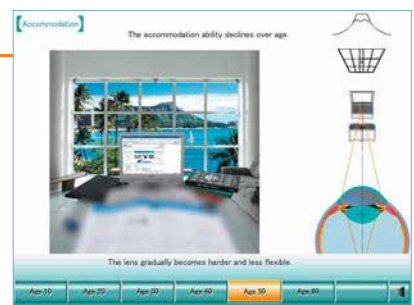 [Accommodation]
The accommodation ability declines over age.
The lens gradually becomes harder and less flexible.
Age 10
Age 20
Age 30
Age 40
Age 50
Age 60